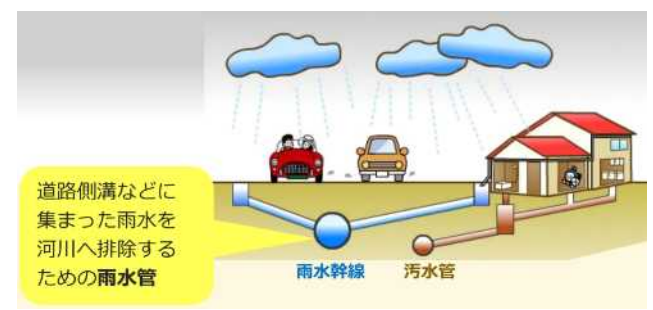 道路側溝などに
集まった雨水を
河川へ排除する
ための雨水管
雨水幹線
汚水管